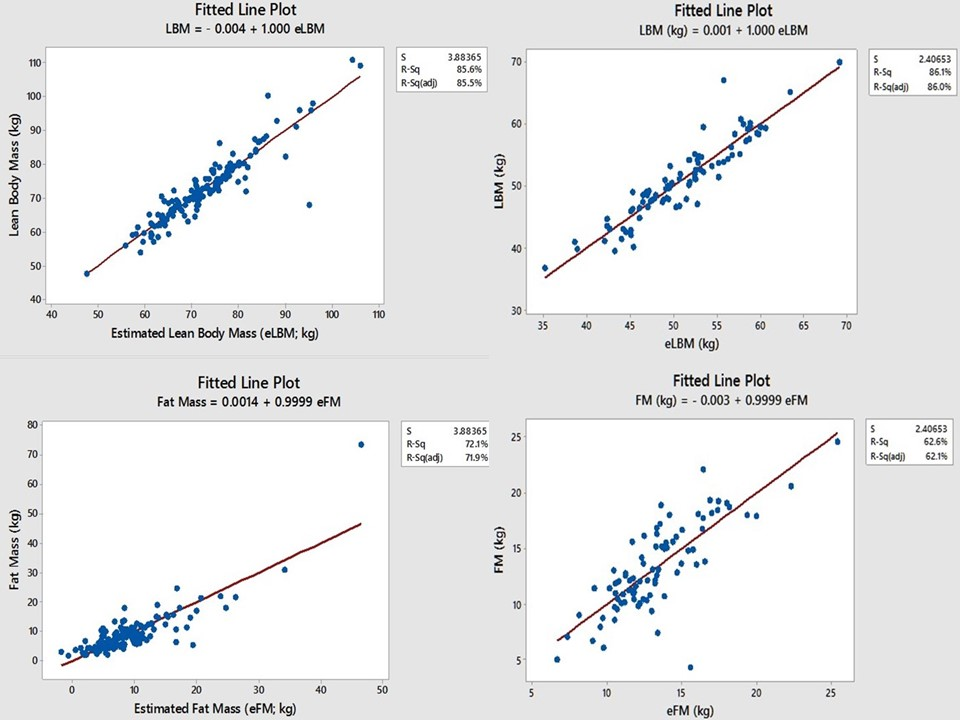 Fitted Line Plot
LBM = - 0.004 + 1.000 eLBM
S 3.88365
R-Sq 85.6%
R-Sq(adj) 85.5%
Lean Body Mass (kg)
110
100
90
80
70
60
50
40
40 50 60 70 80 90 100 110
Estimated Lean Body Mass (eLBM; kg)
Fitted Line Plot
LBM (kg) = 0.001 + 1.000 eLBM
S 2.40653
R-Sq 86.1%
R-Sq(adj) 86.0%
LBM (kg)
70
60
50
40
30
35 40 45 50 55 60 65 70
eLBM (kg)
Fitted Line Plot
Fat Mass = 0.0014 + 0.9999 eFM
S 3.88365
R-Sq 72.1%
R-Sq(adj) 71.9%
Fat Mass (kg)
80
70
60
50
40
30
20
10
0
0 10 20 30 40 50
Estimated Fat Mass (eFM; kg)
Fitted Line Plot
FM (kg) = - 0.003 + 0.9999 eFM
S 2.40653
R-Sq 62.6%
R-Sq(adj) 62.1%
FM (kg)
25
20
15
10
5
5 10 15 20 25
eFM (kg)